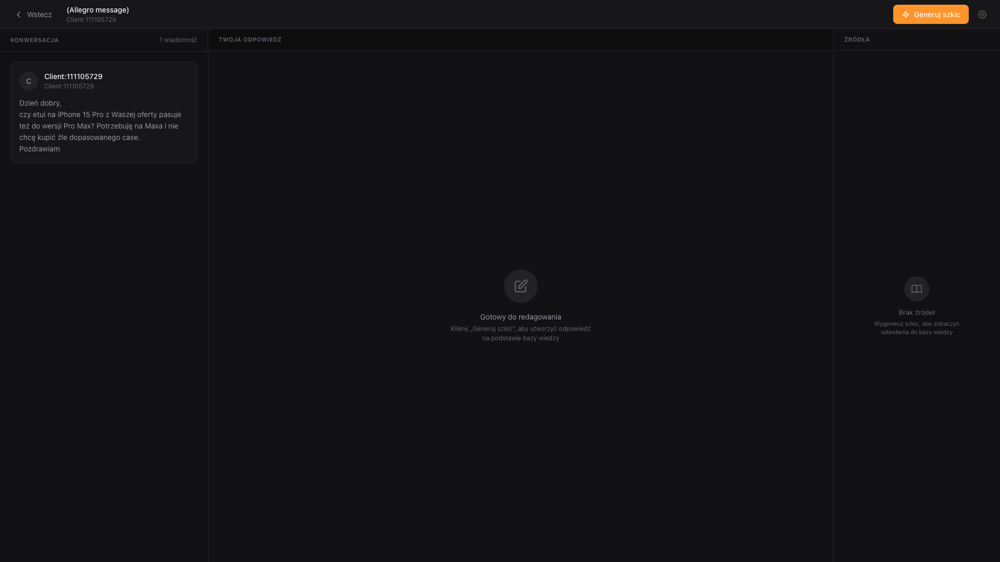 Wstecz
(Allegro message)
Client:111105729
Generuj szkic
KONWERSACJA
1 wiadomość
C
Client:111105729
Client:111105729
Dzień dobry,
czy etui na iPhone 15 Pro z Waszej oferty pasuje
też do wersji Pro Max? Potrzebuję na Maxa i nie
chcę kupić źle dopasowanego case.
Pozdrawiam
TWOJA ODPOWIEDŹ
Gotowy do redagowania
Kliknij „Generuj szkic”, aby utworzyć odpowiedź
na podstawie bazy wiedzy
ŹRÓDŁA
Brak źródeł
Wygeneruj szkic, aby zobaczyć
odwołania do bazy wiedzy